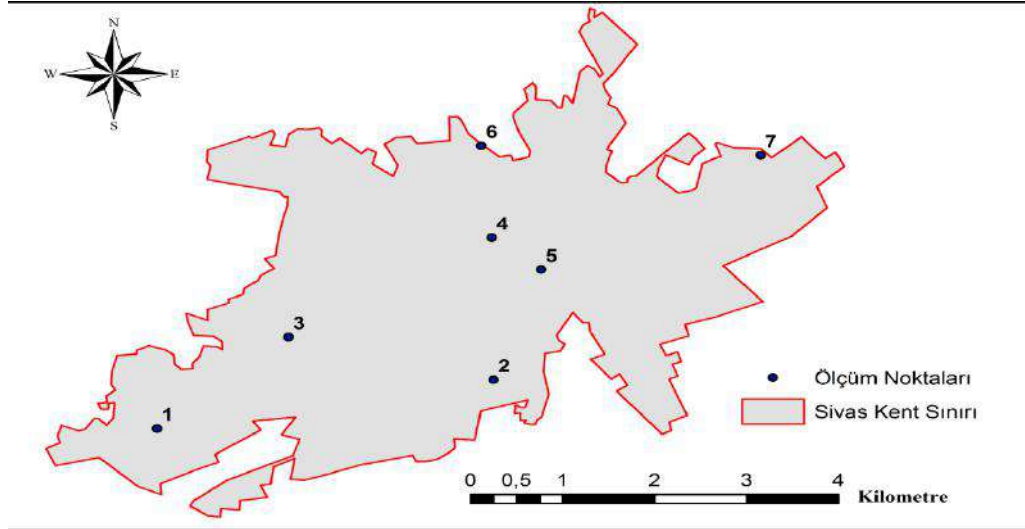 N
W E
S
6
7
4
5
3
2
1
Ölçüm Noktaları
Sivas Kent Sınırı
0 0,5 1 2 3 4
Kilometre